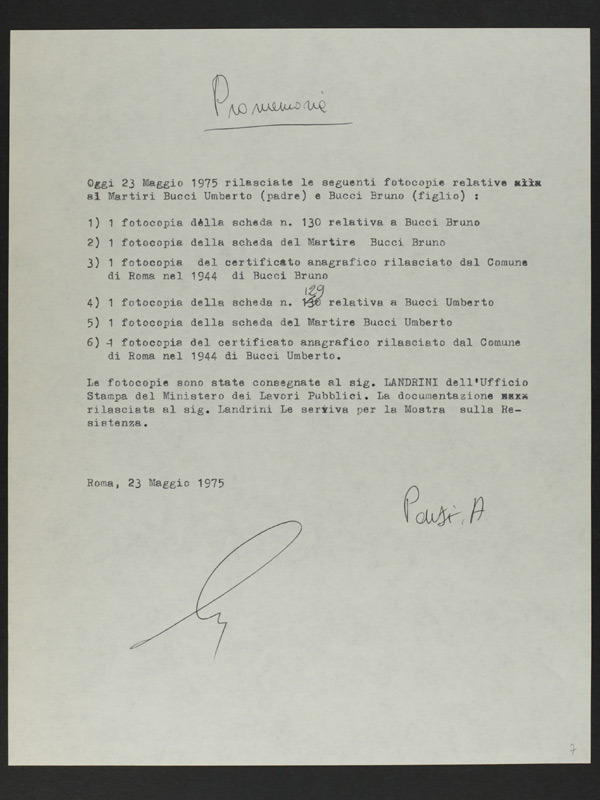 Promemoria
Oggi 23 Maggio 1975 rilasciate le seguenti fotocopie relative alla
ai Martiri Bucci Umberto (padre) e Bucci Bruno (figlio) :
1) 1 fotocopia della scheda n. 130 relativa a Bucci Bruno
2) 1 fotocopia della scheda del Martire Bucci Bruno
3) 1 fotocopia del certificato anagrafico rilasciato dal Comune
di Roma nel 1944 di Bucci Bruno
129
4) 1 fotocopia della scheda n. 130 relativa a Bucci Umberto
5) 1 fotocopia della scheda del Martire Bucci Umberto
6) 1 fotocopia del certificato anagrafico rilasciato dal Comune
di Roma nel 1944 di Bucci Umberto.
Le fotocopie sono state consegnate al sig. LANDRINI dell'Ufficio
Stampa del Ministero dei Lavori Pubblici. La documentazione
rilasciata al sig. Landrini Le serviva per la Mostra sulla Re-
sistenza.
Roma, 23 Maggio 1975
A
7